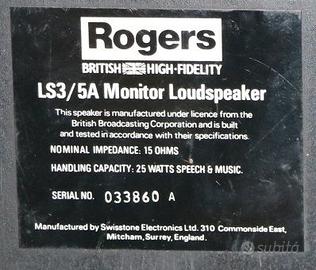 Rogers
BRITISH HIGH-FIDELITY
LS3/5A Monitor Loudspeaker
This speaker is manufactured under licence from the
British Broadcasting Corporation and is built
and tested in accordance with their specifications.
NOMINAL IMPEDANCE: 15 OHMS
HANDLING CAPACITY: 25 WATTS SPEECH & MUSIC.
SERIAL NO. 033860 A
Manufactured by Swisstone Electronics Ltd. 310 Commonside East,
Mitcham, Surrey, England.
subito